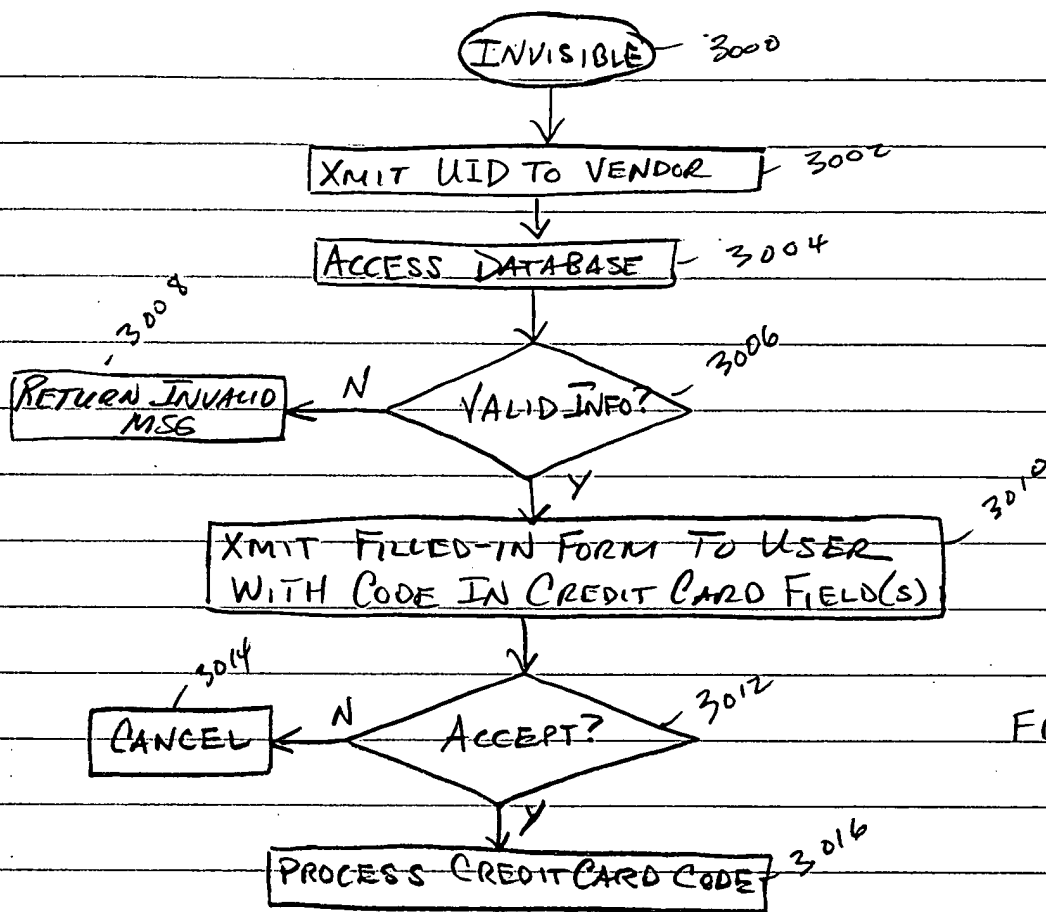 INVISIBLE 3000
XMIT UID TO VENDOR 3002
ACCESS DATABASE 3004
3008
3006
RETURN INVALID
MSG
N
VALID INFO?
Y
3010
XMIT FILLED-IN FORM TO USER
WITH CODE IN CREDIT CARD FIELD(S)
3014
3012
CANCEL
N
ACCEPT?
Y
PROCESS CREDIT CARD CODE 3016